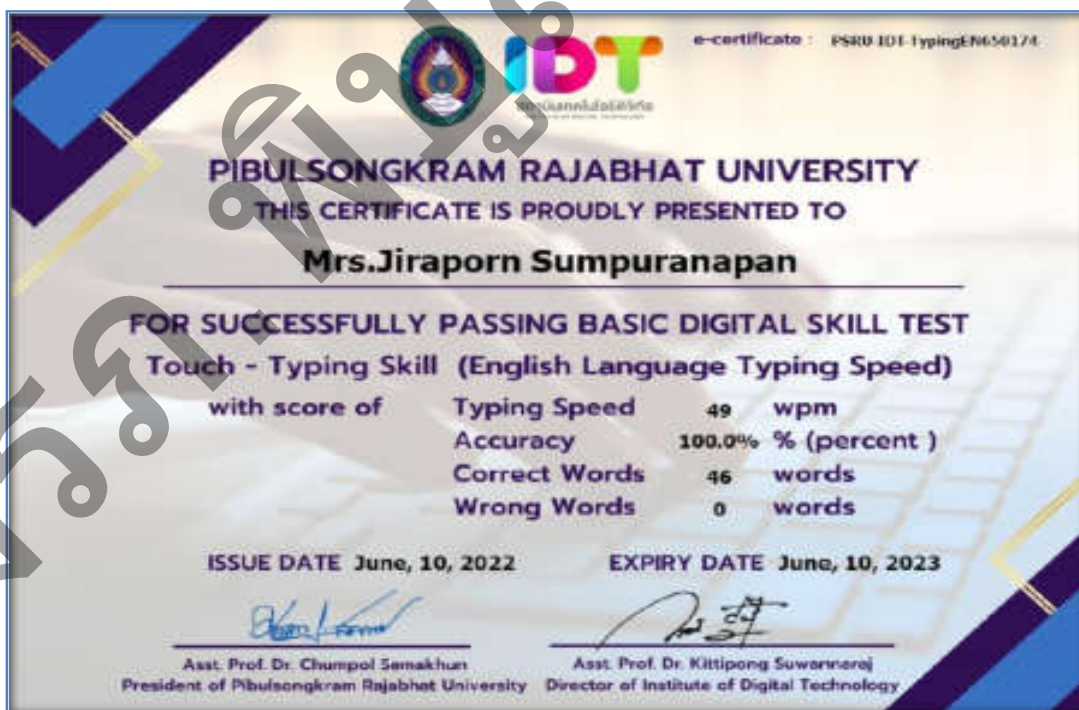 IDT
e-certificate : PSRU-IDT-TypingEN650174
PIBULSONGKRAM RAJABHAT UNIVERSITY
THIS CERTIFICATE IS PROUDLY PRESENTED TO
Mrs.Jiraporn Sumpuranapan
FOR SUCCESSFULLY PASSING BASIC DIGITAL SKILL TEST
Touch - Typing Skill (English Language Typing Speed)
with score of Typing Speed 49 wpm
Accuracy 100.0% % (percent )
Correct Words 46 words
Wrong Words 0 words
ISSUE DATE June, 10, 2022 EXPIRY DATE June, 10, 2023
Asst. Prof. Dr. Chumpol Semakhun Asst. Prof. Dr. Kittipong Suwannaraj
President of Pibulsongkram Rajabhat University Director of Institute of Digital Technology